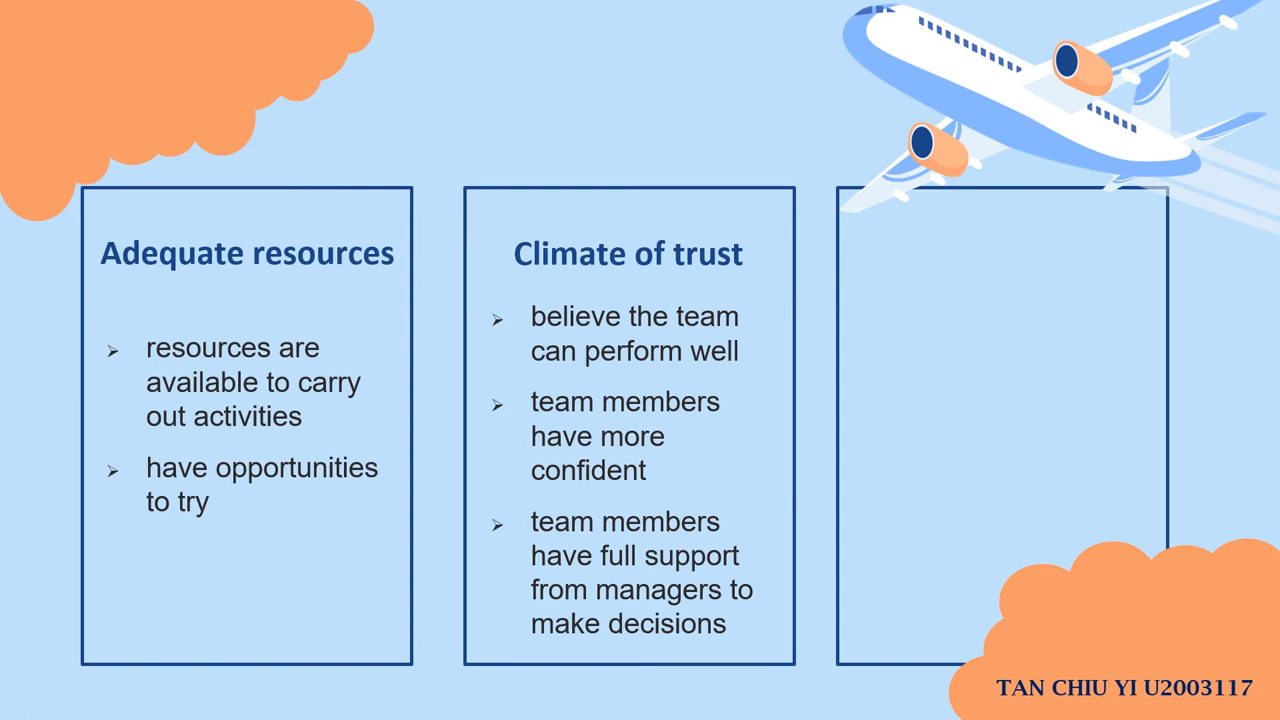 Adequate resources
resources are
available to carry
out activities
have opportunities
to try
Climate of trust
believe the team
can perform well
team members
have more
confident
team members
have full support
from managers to
make decisions
TAN CHIU YI U2003117